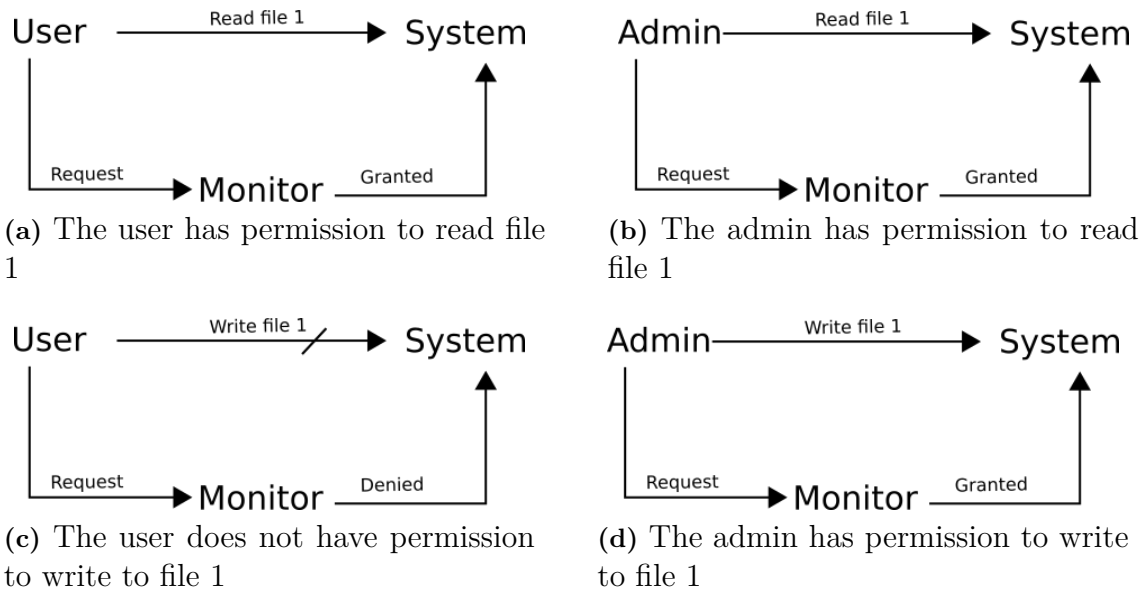 User Read file 1 System
Request Monitor Granted
(a) The user has permission to read file
1
Admin Read file 1 System
Request Monitor Granted
(b) The admin has permission to read
file 1
User Write file 1 System
Request Monitor Denied
(c) The user does not have permission
to write to file 1
Admin Write file 1 System
Request Monitor Granted
(d) The admin has permission to write
to file 1